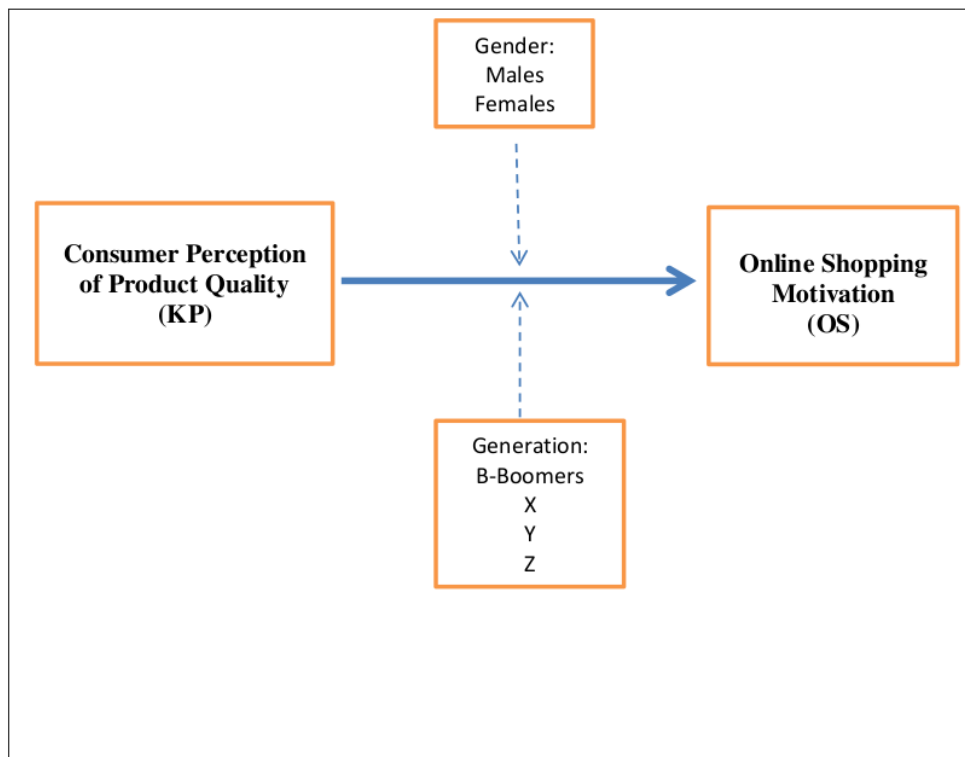 Gender:
Males
Females
Consumer Perception
of Product Quality
(KP)
Online Shopping
Motivation
(OS)
Generation:
B-Boomers
X
Y
Z